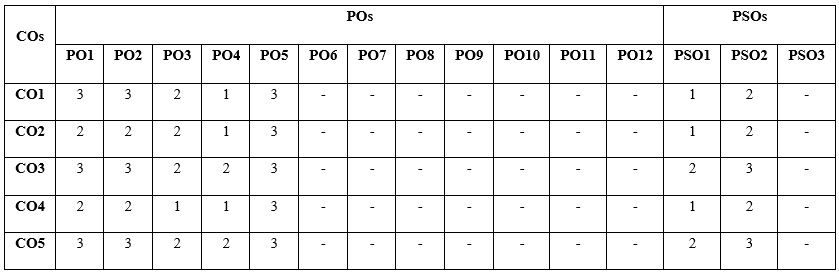 COs POs PSOs
PO1 PO2 PO3 PO4 PO5 PO6 PO7 PO8 PO9 PO10 PO11 PO12 PSO1 PSO2 PSO3
CO1 3 3 2 1 3 - - - - - - - 1 2 -
CO2 2 2 2 1 3 - - - - - - - 1 2 -
CO3 3 3 2 2 3 - - - - - - - 2 3 -
CO4 2 2 1 1 3 - - - - - - - 1 2 -
CO5 3 3 2 2 3 - - - - - - - 2 3 -